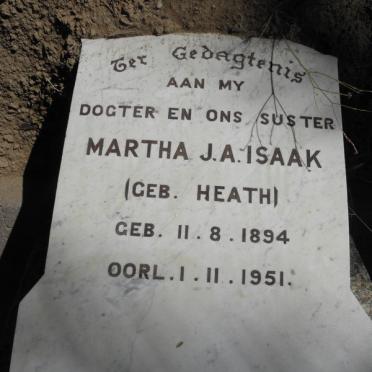 Ter Gedagtenis
AAN MY
DOGTER EN ONS SUSTER
MARTHA J.A. ISAAK
(GEB. HEATH)
GEB. 11.8.1894
OORL. 1.11.1951.